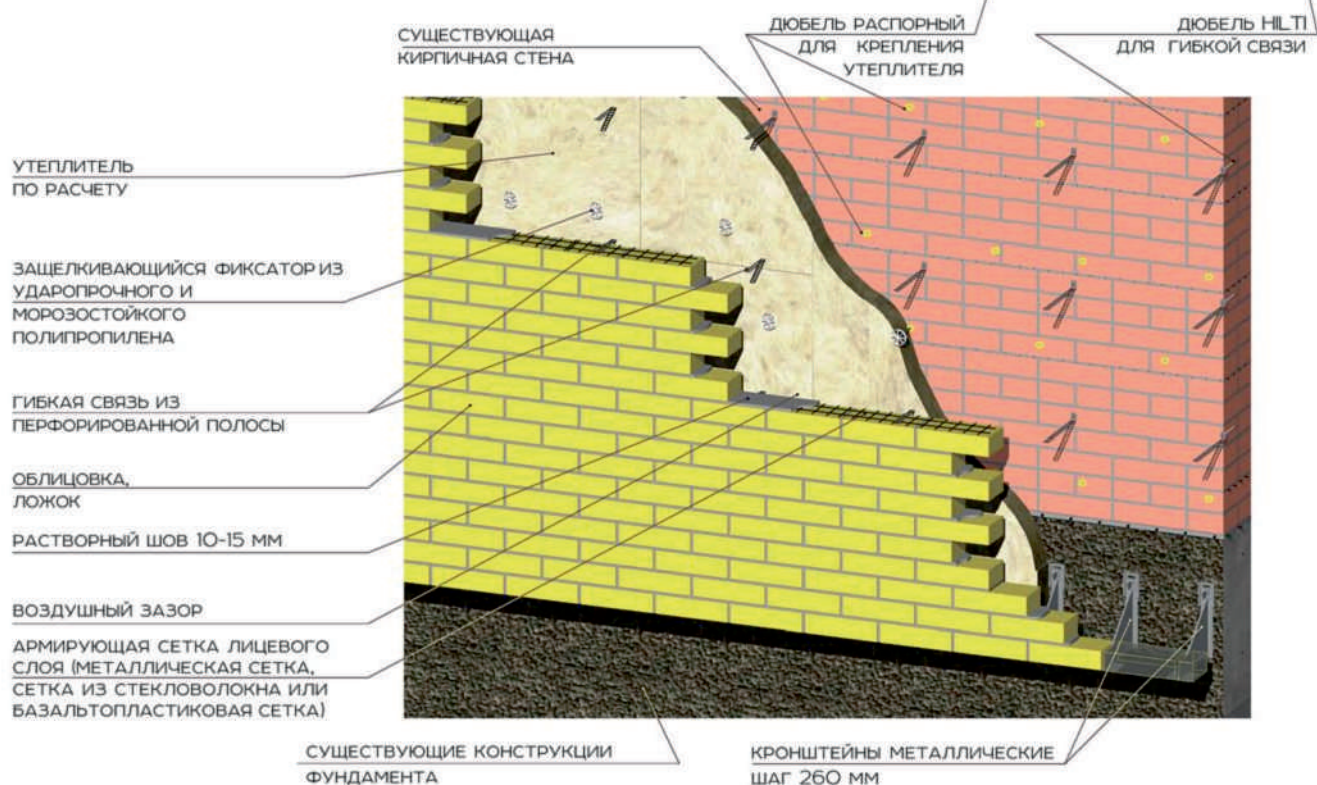 СУЩЕСТВУЮЩАЯ
КИРПИЧНАЯ СТЕНА
ДЮБЕЛЬ РАСПОРНЫЙ
ДЛЯ КРЕПЛЕНИЯ
УТЕПЛИТЕЛЯ
ДЮБЕЛЬ HILTI
ДЛЯ ГИБКОЙ СВЯЗИ
УТЕПЛИТЕЛЬ
ПО РАСЧЕТУ
ЗАЩЕЛКИВАЮЩИЙСЯ ФИКСАТОР ИЗ
УДАРОПРОЧНОГО И
МОРОЗОСТОЙКОГО
ПОЛИПРОПИЛЕНА
ГИБКАЯ СВЯЗЬ ИЗ
ПЕРФОРИРОВАННОЙ ПОЛОСЫ
ОБЛИЦОВКА,
ЛОЖОК
РАСТВОРНЫЙ ШОВ 10-15 ММ
ВОЗДУШНЫЙ ЗАЗОР
АРМИРУЮЩАЯ СЕТКА ЛИЦЕВОГО
СЛОЯ (МЕТАЛЛИЧЕСКАЯ СЕТКА,
СЕТКА ИЗ СТЕКЛОВОЛОКНА ИЛИ
БАЗАЛЬТОПЛАСТИКОВАЯ СЕТКА)
СУЩЕСТВУЮЩИЕ КОНСТРУКЦИИ
ФУНДАМЕНТА
КРОНШТЕЙНЫ МЕТАЛЛИЧЕСКИЕ
ШАГ 260 ММ